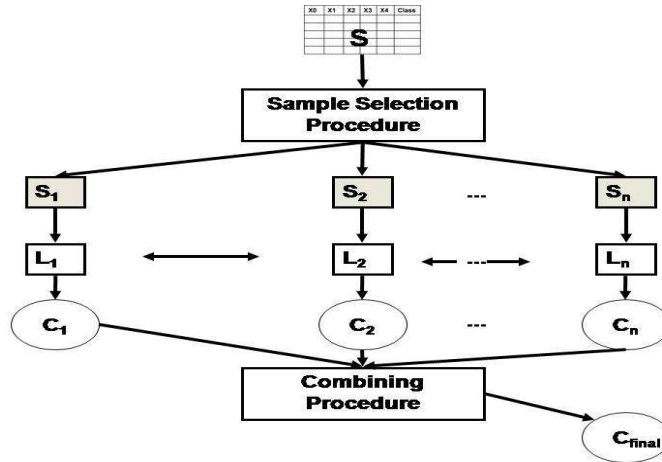 X0 X1 X2 X3 X4 Class
S
Sample Selection
Procedure
S1 S2 --- Sn
L1 L2 --- Ln
C1 C2 --- Cn
Combining
Procedure
Cfinal